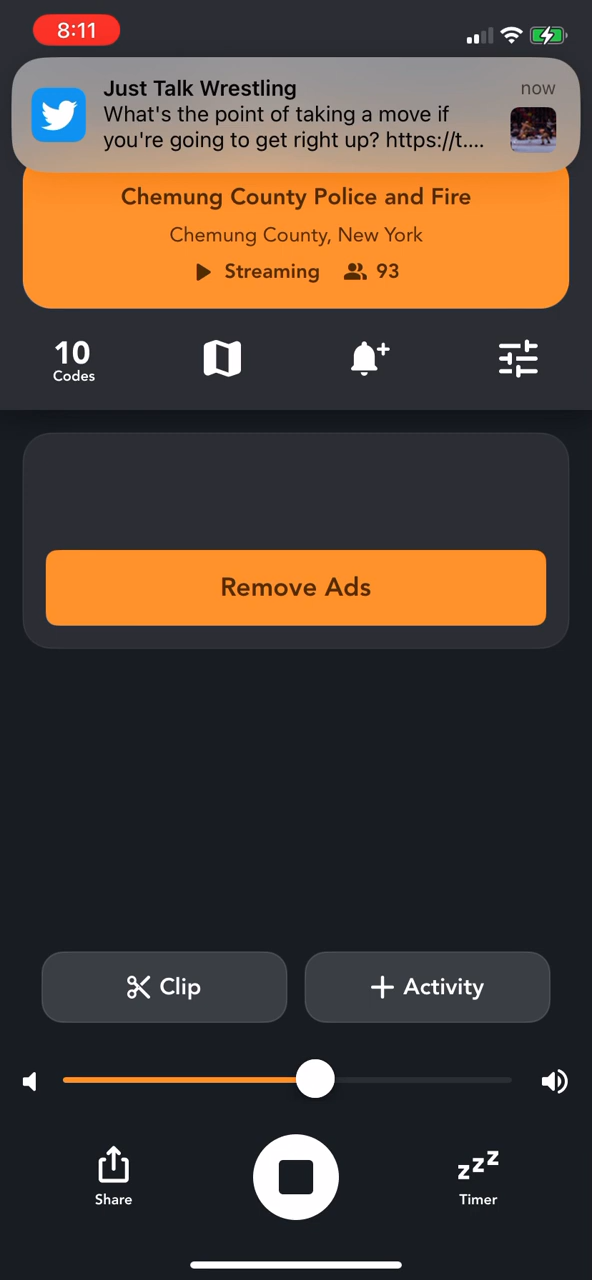 8:11
Just Talk Wrestling
now
What's the point of taking a move if
you're going to get right up? https://t....
Chemung County Police and Fire
Chemung County, New York
Streaming 93
10
Codes
Remove Ads
Clip
Activity
Share
zzz
Timer